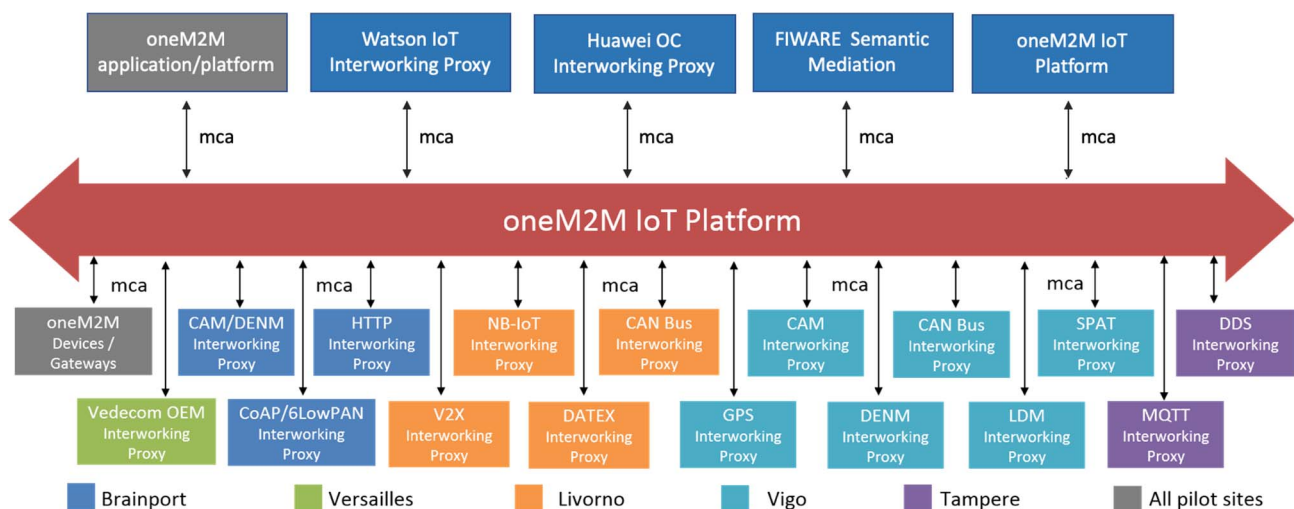 oneM2M
application/platform
Watson IoT
Interworking Proxy
Huawei OC
Interworking Proxy
FIWARE Semantic
Mediation
oneM2M IoT
Platform
mca
mca
mca
mca
mca
oneM2M IoT Platform
mca
mca
mca
mca
oneM2M
Devices /
Gateways
CAM/DENM
Interworking
Proxy
HTTP
Interworking
Proxy
NB-IoT
Interworking
Proxy
CAN Bus
Interworking
Proxy
CAM
Interworking
Proxy
CAN Bus
Interworking
Proxy
SPAT
Interworking
Proxy
DDS
Interworking
Proxy
Vedecom OEM
Interworking
Proxy
CoAP/6LowPAN
Interworking
Proxy
V2X
Interworking
Proxy
DATEX
Interworking
Proxy
GPS
Interworking
Proxy
DENM
Interworking
Proxy
LDM
Interworking
Proxy
MQTT
Interworking
Proxy
Brainport
Versailles
Livorno
Vigo
Tampere
All pilot sites